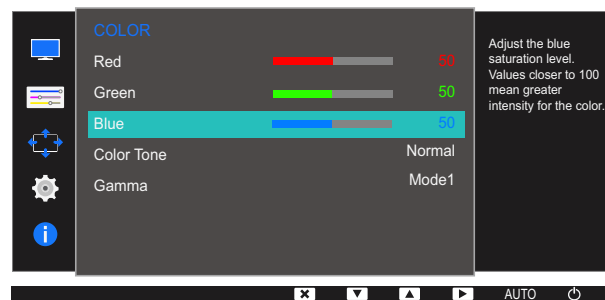 COLOR
Red 50
Green 50
Blue 50
Color Tone Normal
Gamma Mode1
Adjust the blue
saturation level.
Values closer to 100
mean greater
intensity for the color.
AUTO